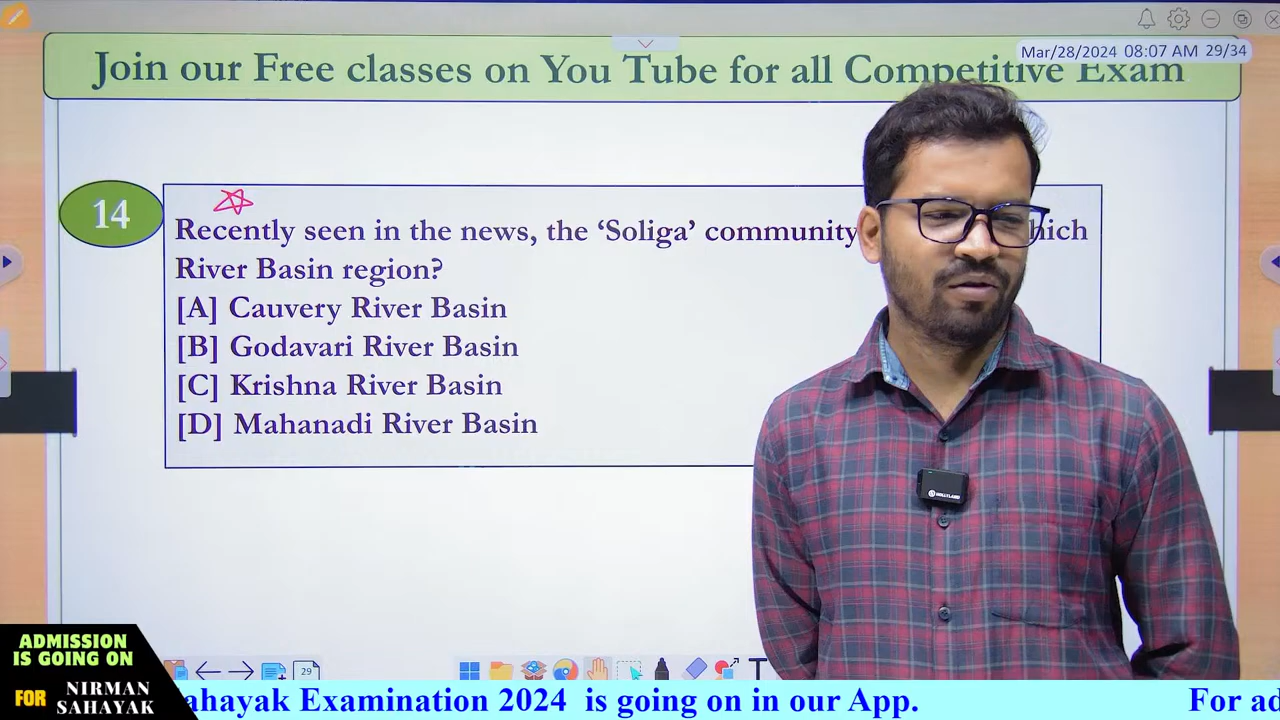 Mar/28/2024 08:07 AM 29/34
Join our Free classes on You Tube for all Competitive Exam
14
Recently seen in the news, the ‘Soliga’ community
River Basin region?
[A] Cauvery River Basin
[B] Godavari River Basin
[C] Krishna River Basin
[D] Mahanadi River Basin
HOLLYLAND
29
T
ADMISSION
IS GOING ON
FOR NIRMAN
SAHAYAK
ahayak Examination 2024 is going on in our App.
For ad